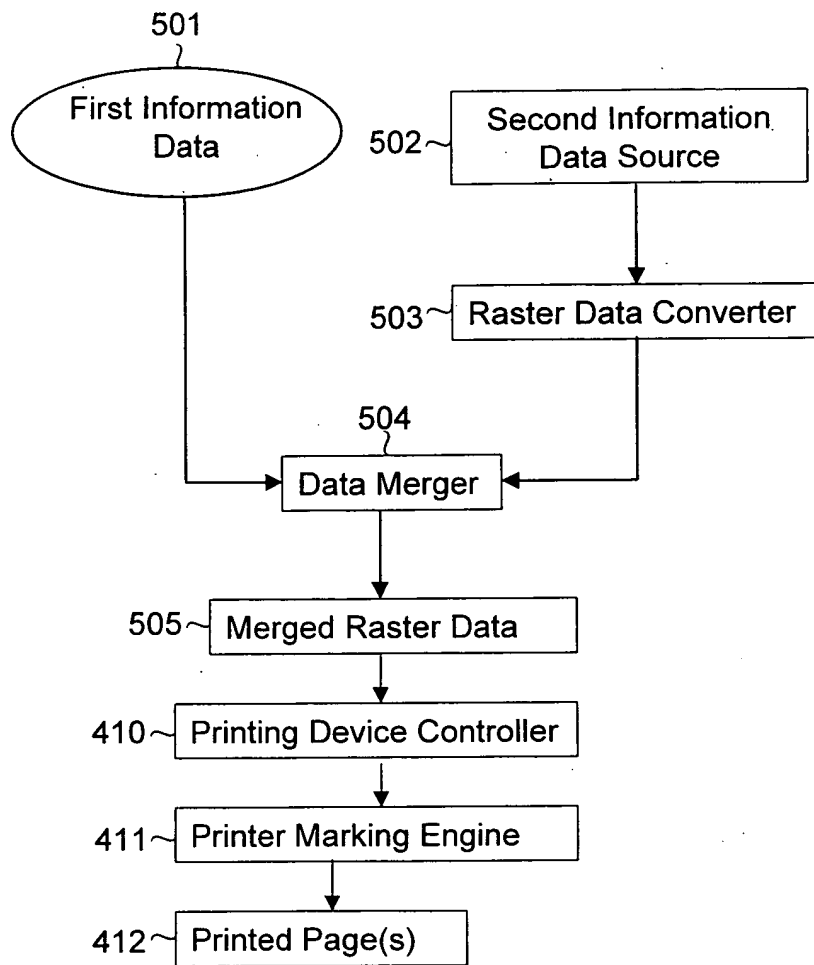 501
First Information
Data
502
Second Information
Data Source
503
Raster Data Converter
504
Data Merger
505
Merged Raster Data
410
Printing Device Controller
411
Printer Marking Engine
412
Printed Page(s)